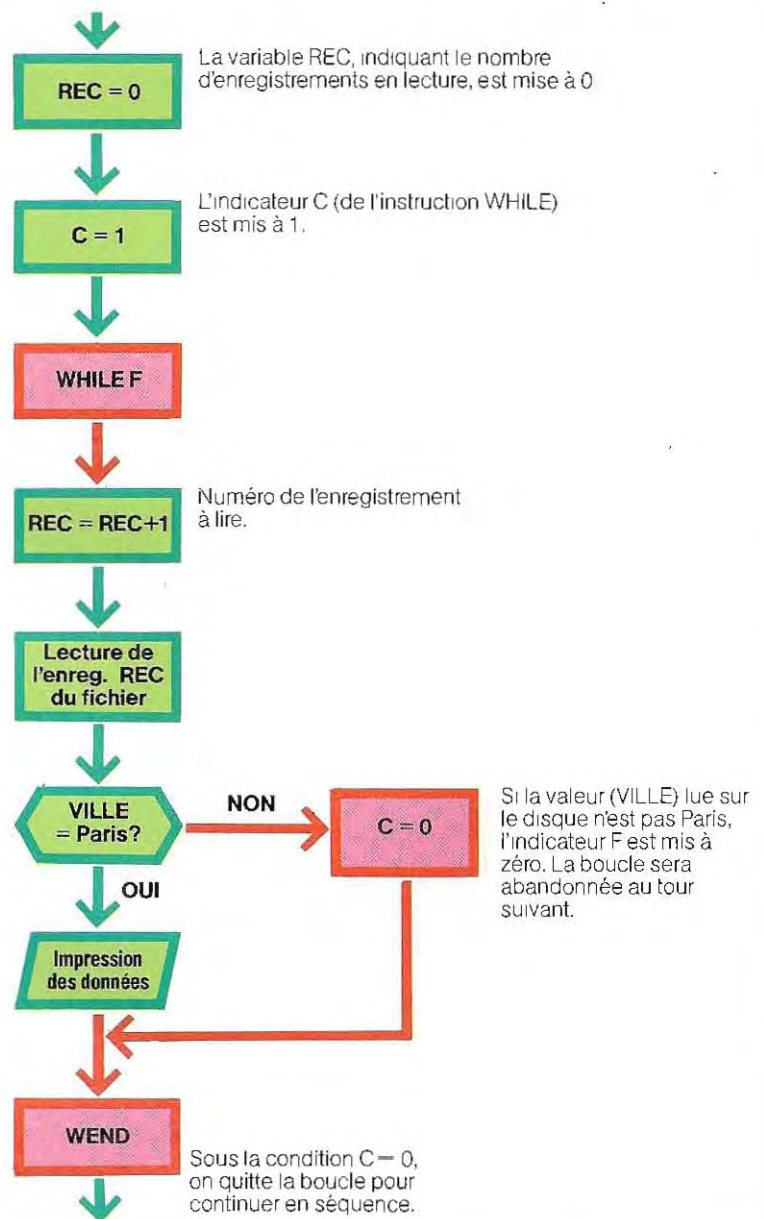 REC = 0
La variable REC, indiquant le nombre
d'enregistrements en lecture, est mise à 0
C = 1
L'indicateur C (de l'instruction WHILE)
est mis à 1.
WHILE F
REC = REC+1
Numéro de l'enregistrement
à lire.
Lecture de
l'enreg. REC
du fichier
VILLE
= Paris?
NON
C = 0
Si la valeur (VILLE) lue sur
le disque n'est pas Paris,
l'indicateur F est mis à
zéro. La boucle sera
abandonnée au tour
suivant.
OUI
Impression
des données
WEND
Sous la condition C = 0,
on quitte la boucle pour
continuer en séquence.